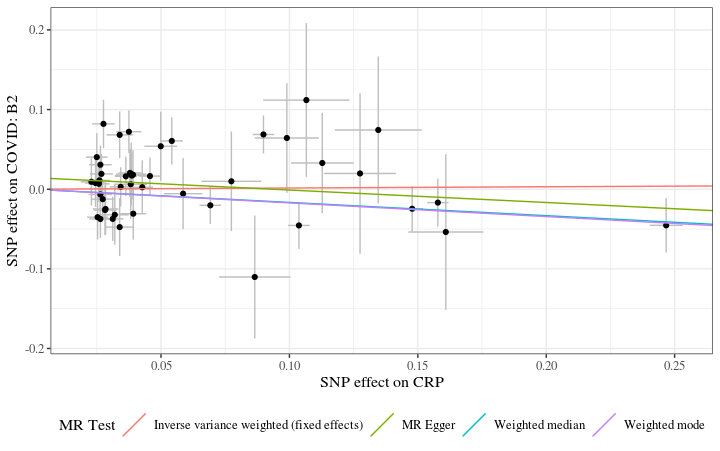 SNP effect on COVID: B2
0.2
0.1
0.0
-0.1
-0.2
0.05
0.10
0.15
0.20
0.25
SNP effect on CRP
MR Test
Inverse variance weighted (fixed effects)
MR Egger
Weighted median
Weighted mode